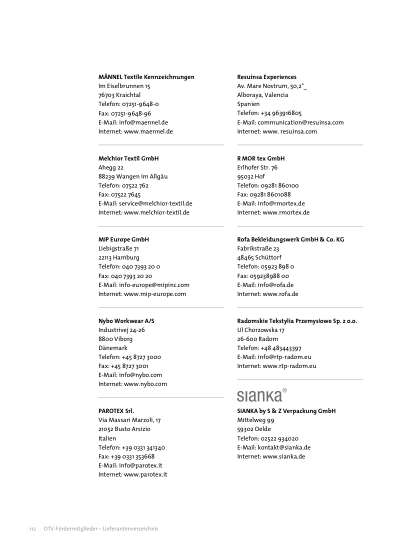 MÄNNEL Textile Kennzeichnungen
Im Eiselbrunnen 15
76703 Kraichtal
Telefon: 07251-9648-0
Fax: 07251-9648-96
E-Mail: info@maennel.de
Internet: www.maennel.de
Melchior Textil GmbH
Ahegg 22
88239 Wangen im Allgäu
Telefon: 07522 762
Fax: 07522 7645
E-Mail: service@melchior-textil.de
Internet: www.melchior-textil.de
MIP Europe GmbH
Liebigstraße 71
22113 Hamburg
Telefon: 040 7393 20 0
Fax: 040 7393 20 20
E-Mail: info-europe@mipinc.com
Internet: www.mip-europe.com
Nybo Workwear A/S
Industrivej 24-26
8800 Viborg
Dänemark
Telefon: +45 8727 3000
Fax: +45 8727 3001
E-Mail: info@nybo.com
Internet: www.nybo.com
PAROTEX Srl.
Via Massari Marzoli, 17
21052 Busto Arsizio
Italien
Telefon: +39 0331 341340
Fax: +39 0331 353668
E-Mail: info@parotex.it
Internet: www.parotex.it
Resuinsa Experiences
Av. Mare Nostrum, 50,2°_
Alboraya, Valencia
Spanien
Telefon: +34 963916805
E-Mail: communication@resuinsa.com
Internet: www. resuinsa.com
R MOR tex GmbH
Erlhofer Str. 76
95032 Hof
Telefon: 09281 860100
Fax: 09281 8601088
E-Mail: info@rmortex.de
Internet: www.rmortex.de
Rofa Bekleidungswerk GmbH & Co. KG
Fabrikstraße 23
48465 Schüttorf
Telefon: 05923 898 0
Fax: 0592389 88 00
E-Mail: info@rofa.de
Internet: www.rofa.de
Radomskie Tekstylia Przemysłowe Sp. z o.o.
Ul Chorzowska 17
26-600 Radom
Telefon: +48 483443397
E-Mail: info@rtp-radom.eu
Internet: www.rtp-radom.eu
sianka®
SIANKA by S & Z Verpackung GmbH
Mittelweg 99
59302 Oelde
Telefon: 02522 934020
E-Mail: kontakt@sianka.de
Internet: www.sianka.de
DTV-Fördermitglieder – Lieferantenverzeichnis